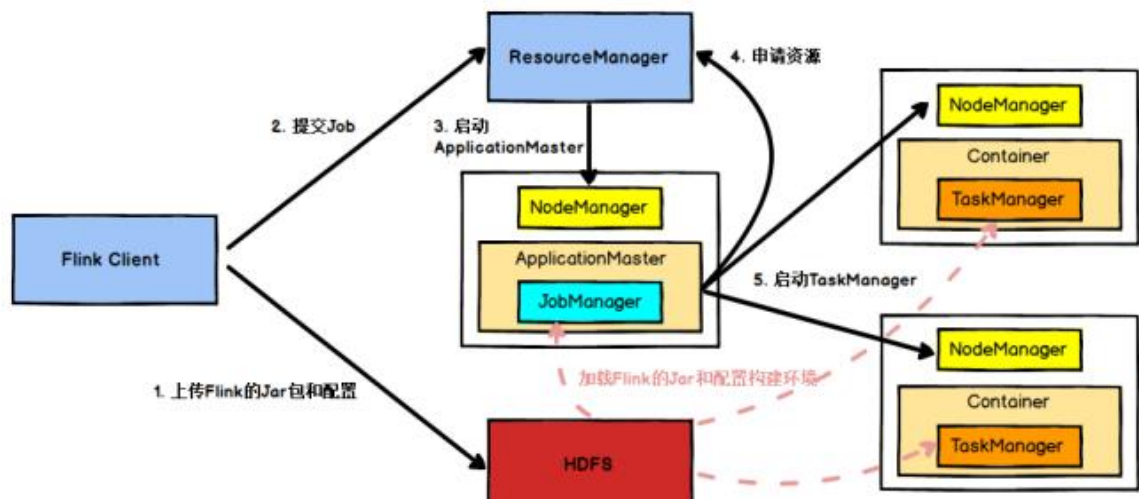 ResourceManager
4. 申请资源
NodeManager
2. 提交Job
3. 启动
ApplicationMaster
Container
TaskManager
NodeManager
Flink Client
ApplicationMaster
JobManager
5. 启动TaskManager
NodeManager
加载Flink的Jar和配置构建环境
1. 上传Flink的Jar包和配置
Container
TaskManager
HDFS